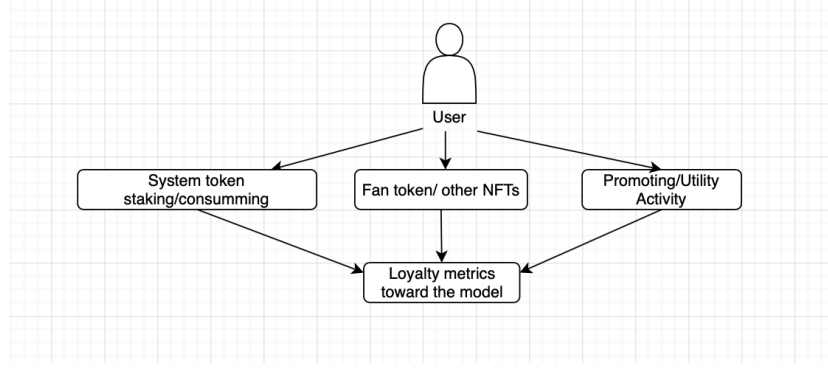 User
System token
staking/consumming
Fan token/ other NFTs
Promoting/Utility
Activity
Loyalty metrics
toward the model